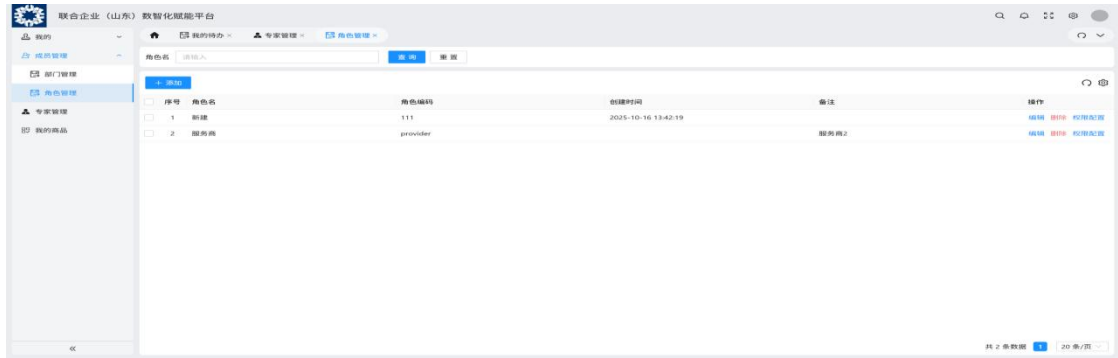 联合企业（山东）数智化赋能平台
我的
成员管理
部门管理
角色管理
专家管理
我的商品
我的待办 × 专家管理 × 角色管理 ×
角色名 请输入 查 询 重 置
+ 添加
序号 角色名 角色编码 创建时间 备注 操作
1 新建 111 2025-10-16 13:42:19 编辑 删除 权限配置
2 服务商 provider 服务商2 编辑 删除 权限配置
共 2 条数据 1 20 条/页